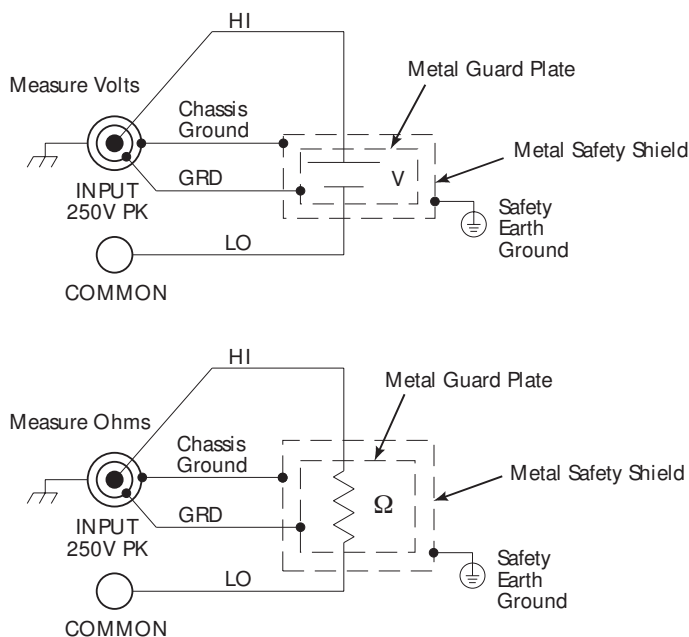 HI
Metal Guard Plate
Measure Volts
Chassis
Ground
Metal Safety Shield
V
GRD
INPUT
250V PK
Safety
Earth
Ground
LO
COMMON
HI
Metal Guard Plate
Measure Ohms
Chassis
Ground
Metal Safety Shield
Ω
GRD
INPUT
250V PK
Safety
Earth
Ground
LO
COMMON